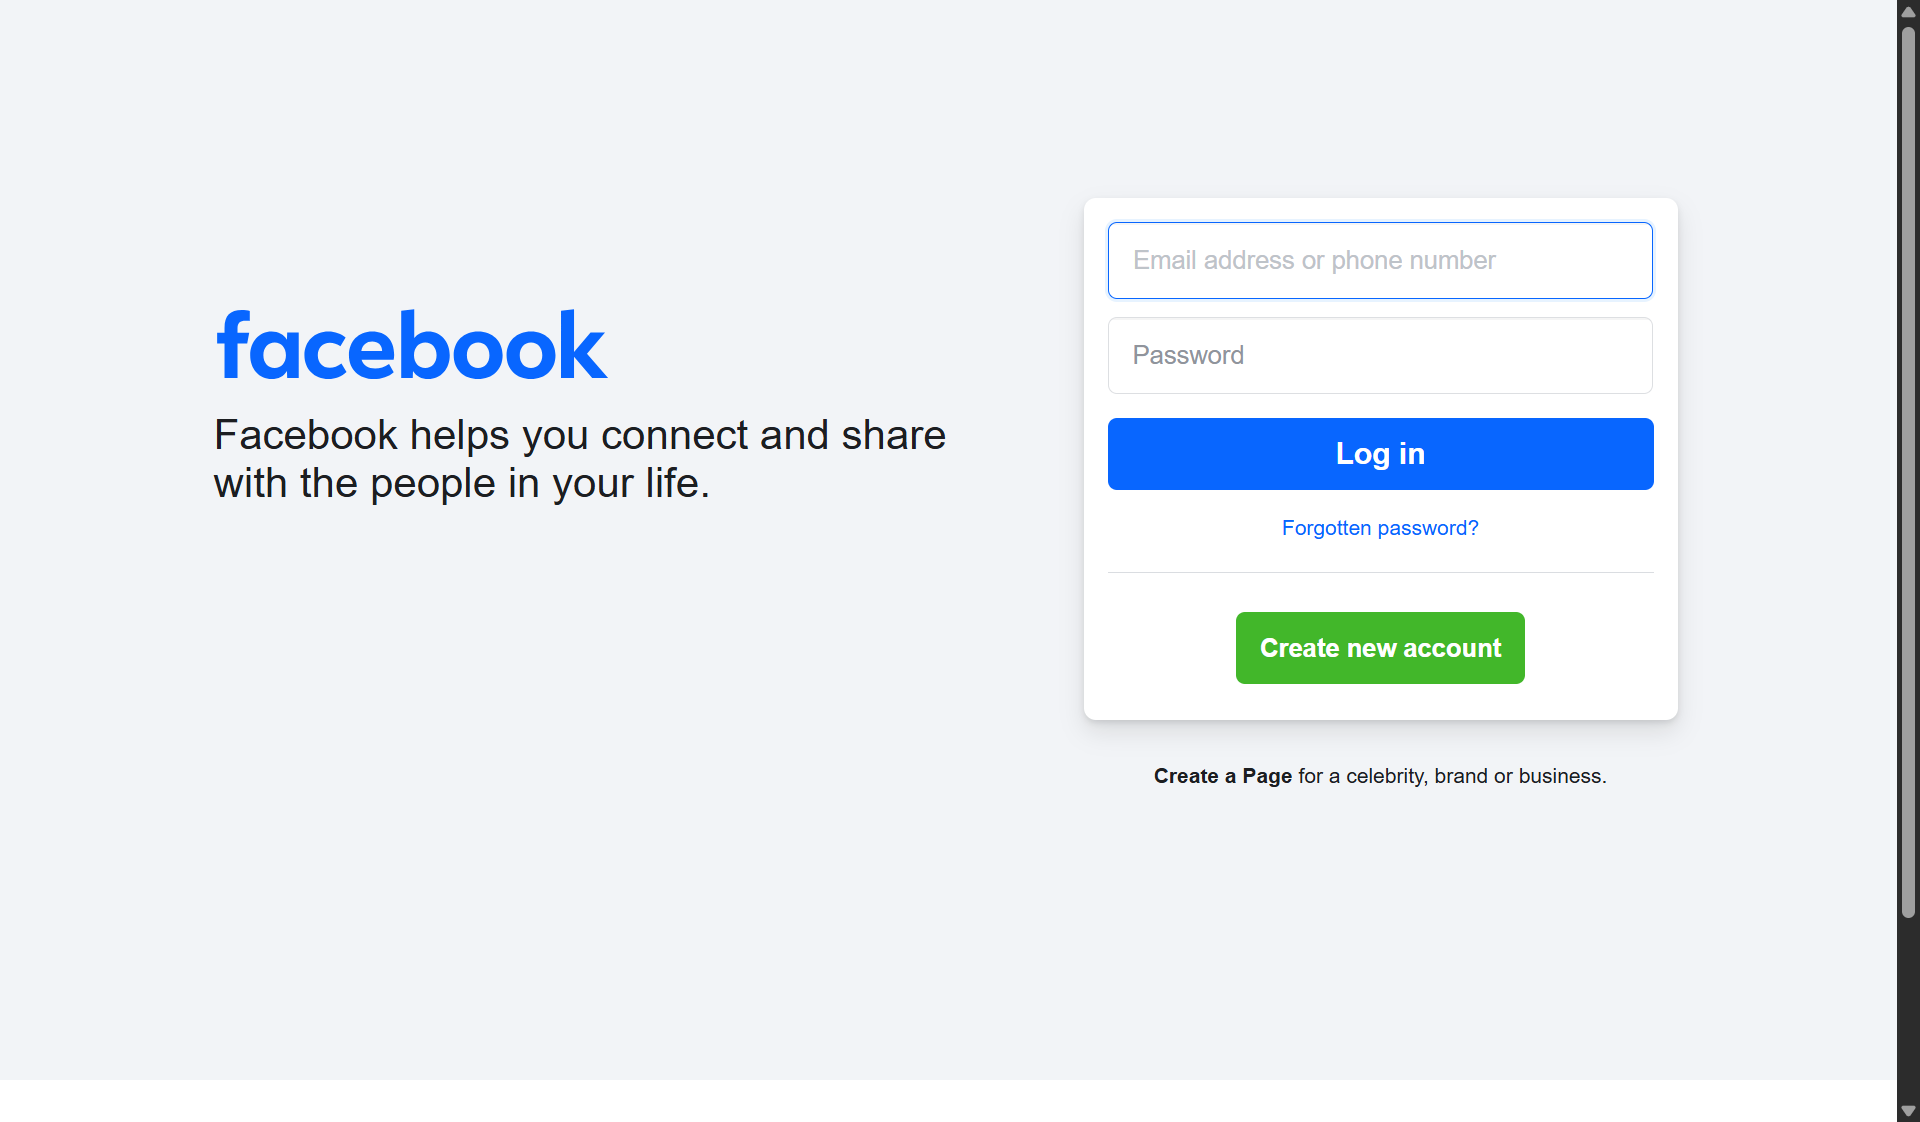 facebook
Facebook helps you connect and share
with the people in your life.
Email address or phone number
Password
Log in
Forgotten password?
Create new account
Create a Page for a celebrity, brand or business.